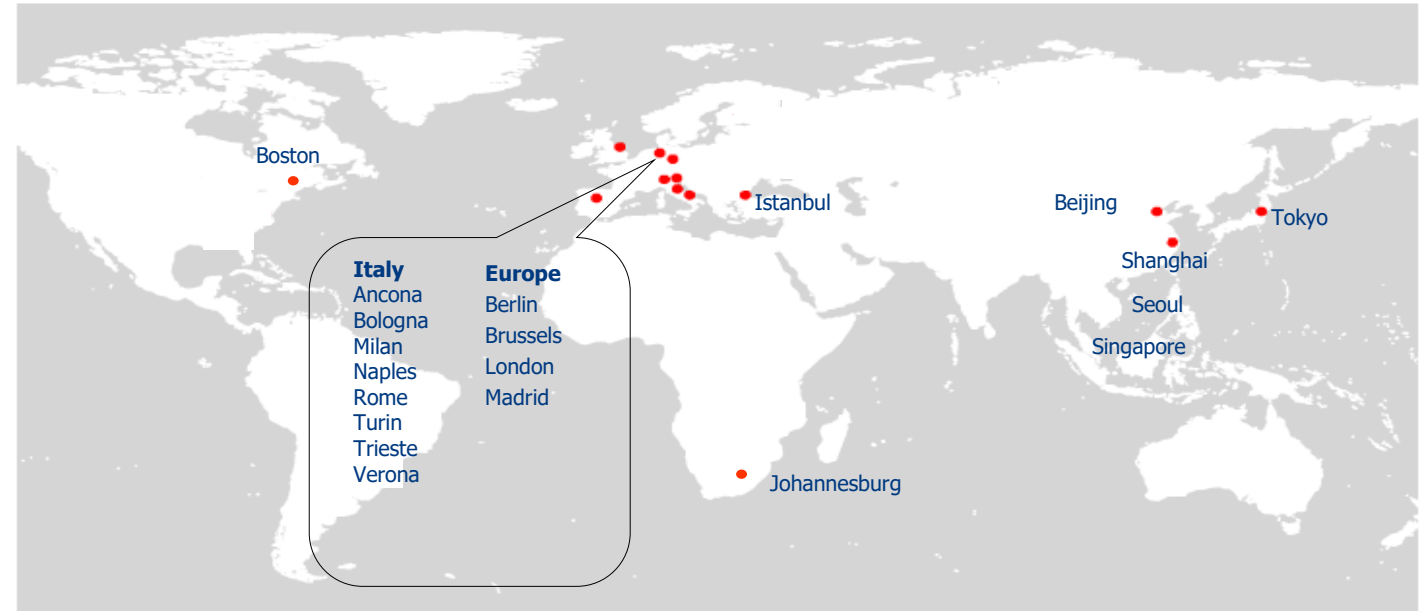 Boston
Istanbul
Beijing
Tokyo
Shanghai
Seoul
Singapore
Johannesburg
Italy
Ancona
Bologna
Milan
Naples
Rome
Turin
Trieste
Verona
Europe
Berlin
Brussels
London
Madrid